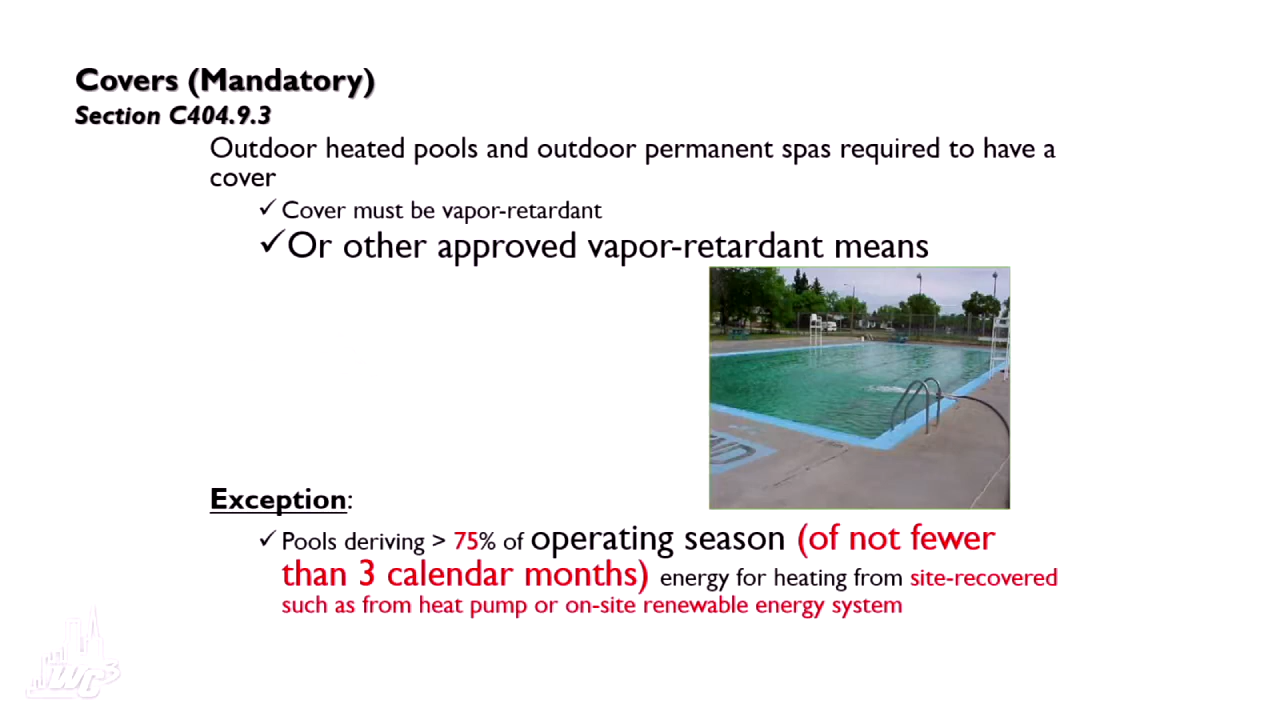 Covers (Mandatory)
Section C404.9.3
Outdoor heated pools and outdoor permanent spas required to have a
cover
✓ Cover must be vapor-retardant
✓Or other approved vapor-retardant means
Exception:
✓ Pools deriving > 75% of operating season (of not fewer
than 3 calendar months) energy for heating from site-recovered
such as from heat pump or on-site renewable energy system
WC3